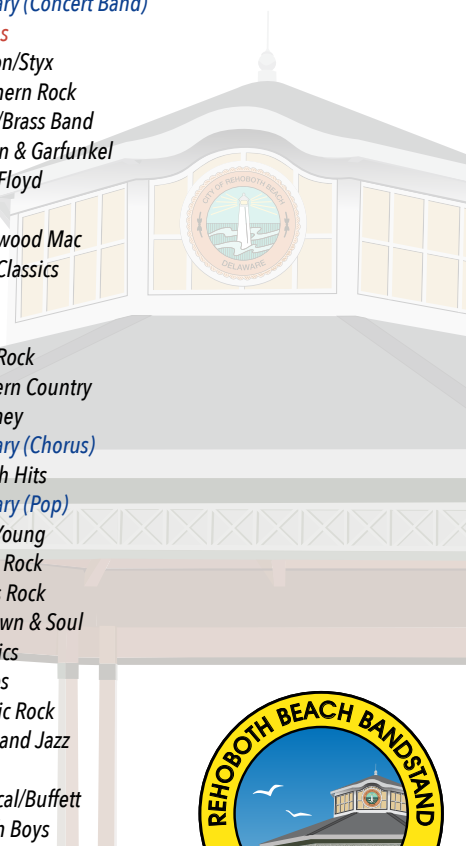 ary (Concert Band)
s
on/Styx
hern Rock
/Brass Band
n & Garfunkel
Floyd
wood Mac
Classics
Rock
ern Country
ney
ary (Chorus)
h Hits
ary (Pop)
Young
Rock
s Rock
wn & Soul
ics
es
ic Rock
and Jazz
cal/Buffett
h Boys
CITY OF REHOBOTH BEACH
DELAWARE
REHOBOTH BEACH BANDSTAND